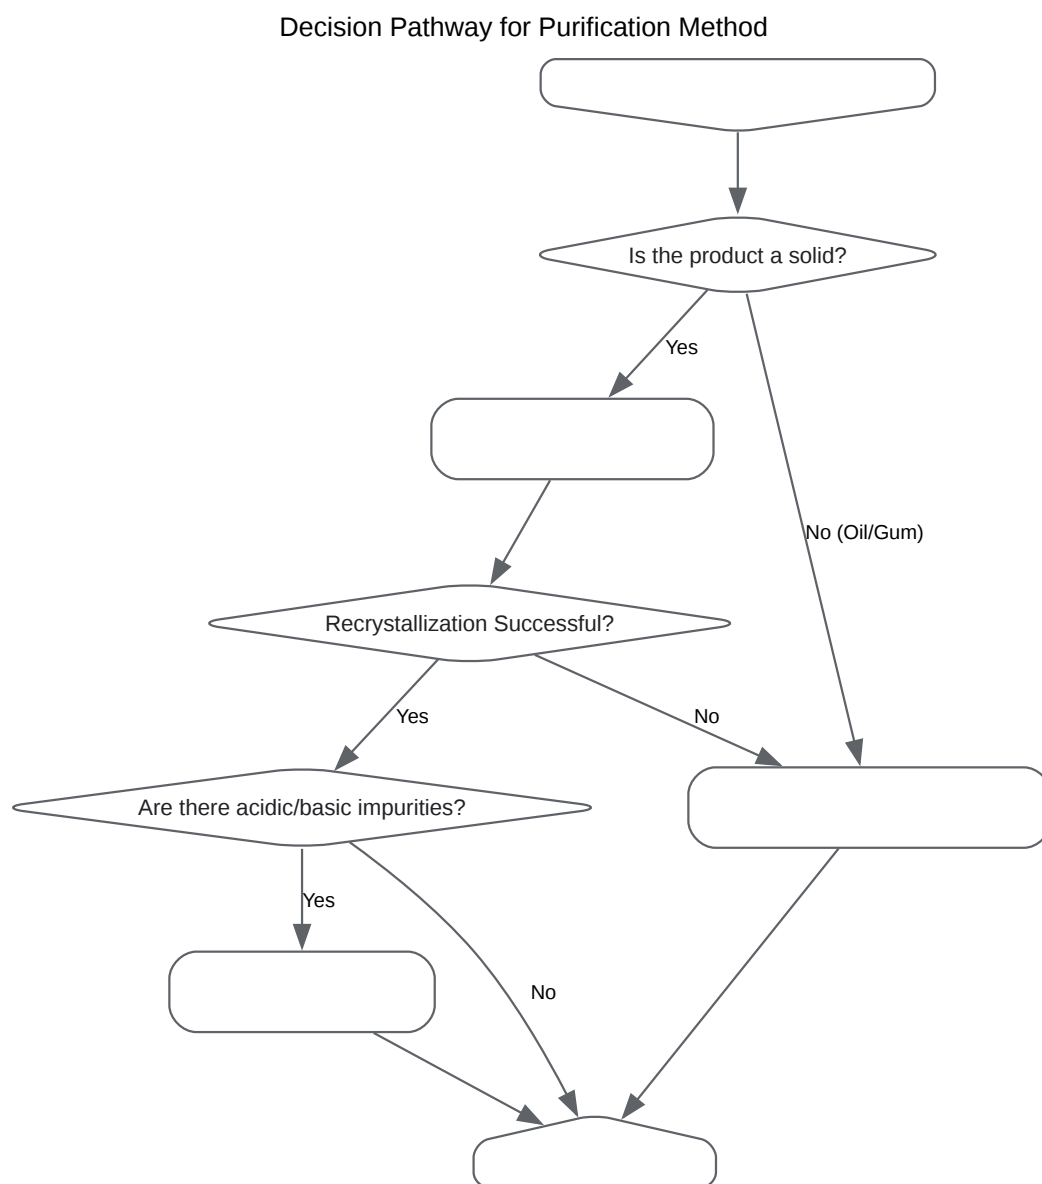 Decision Pathway for Purification Method
Is the product a solid?
Yes
No (Oil/Gum)
Recrystallization Successful?
Yes
No
Are there acidic/basic impurities?
Yes
No